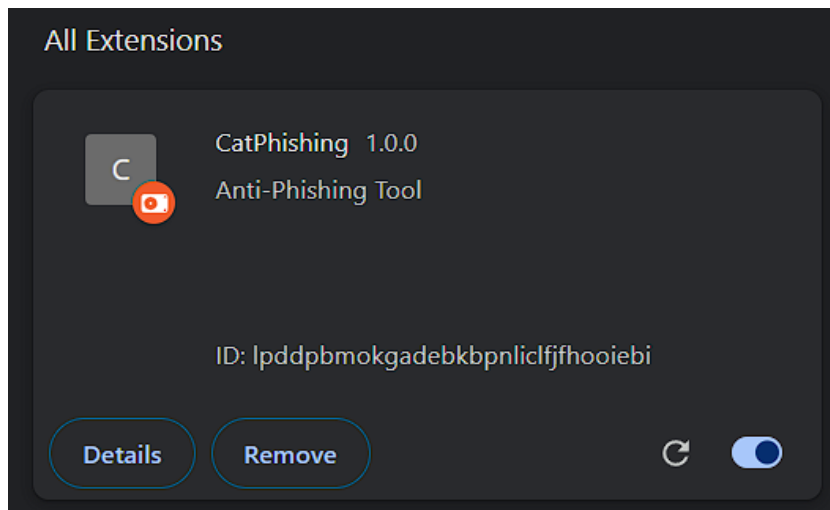 All Extensions
C
CatPhishing 1.0.0
Anti-Phishing Tool
ID: lpddpbmokgadebkbpnliclfjfhooiebi
Details
Remove